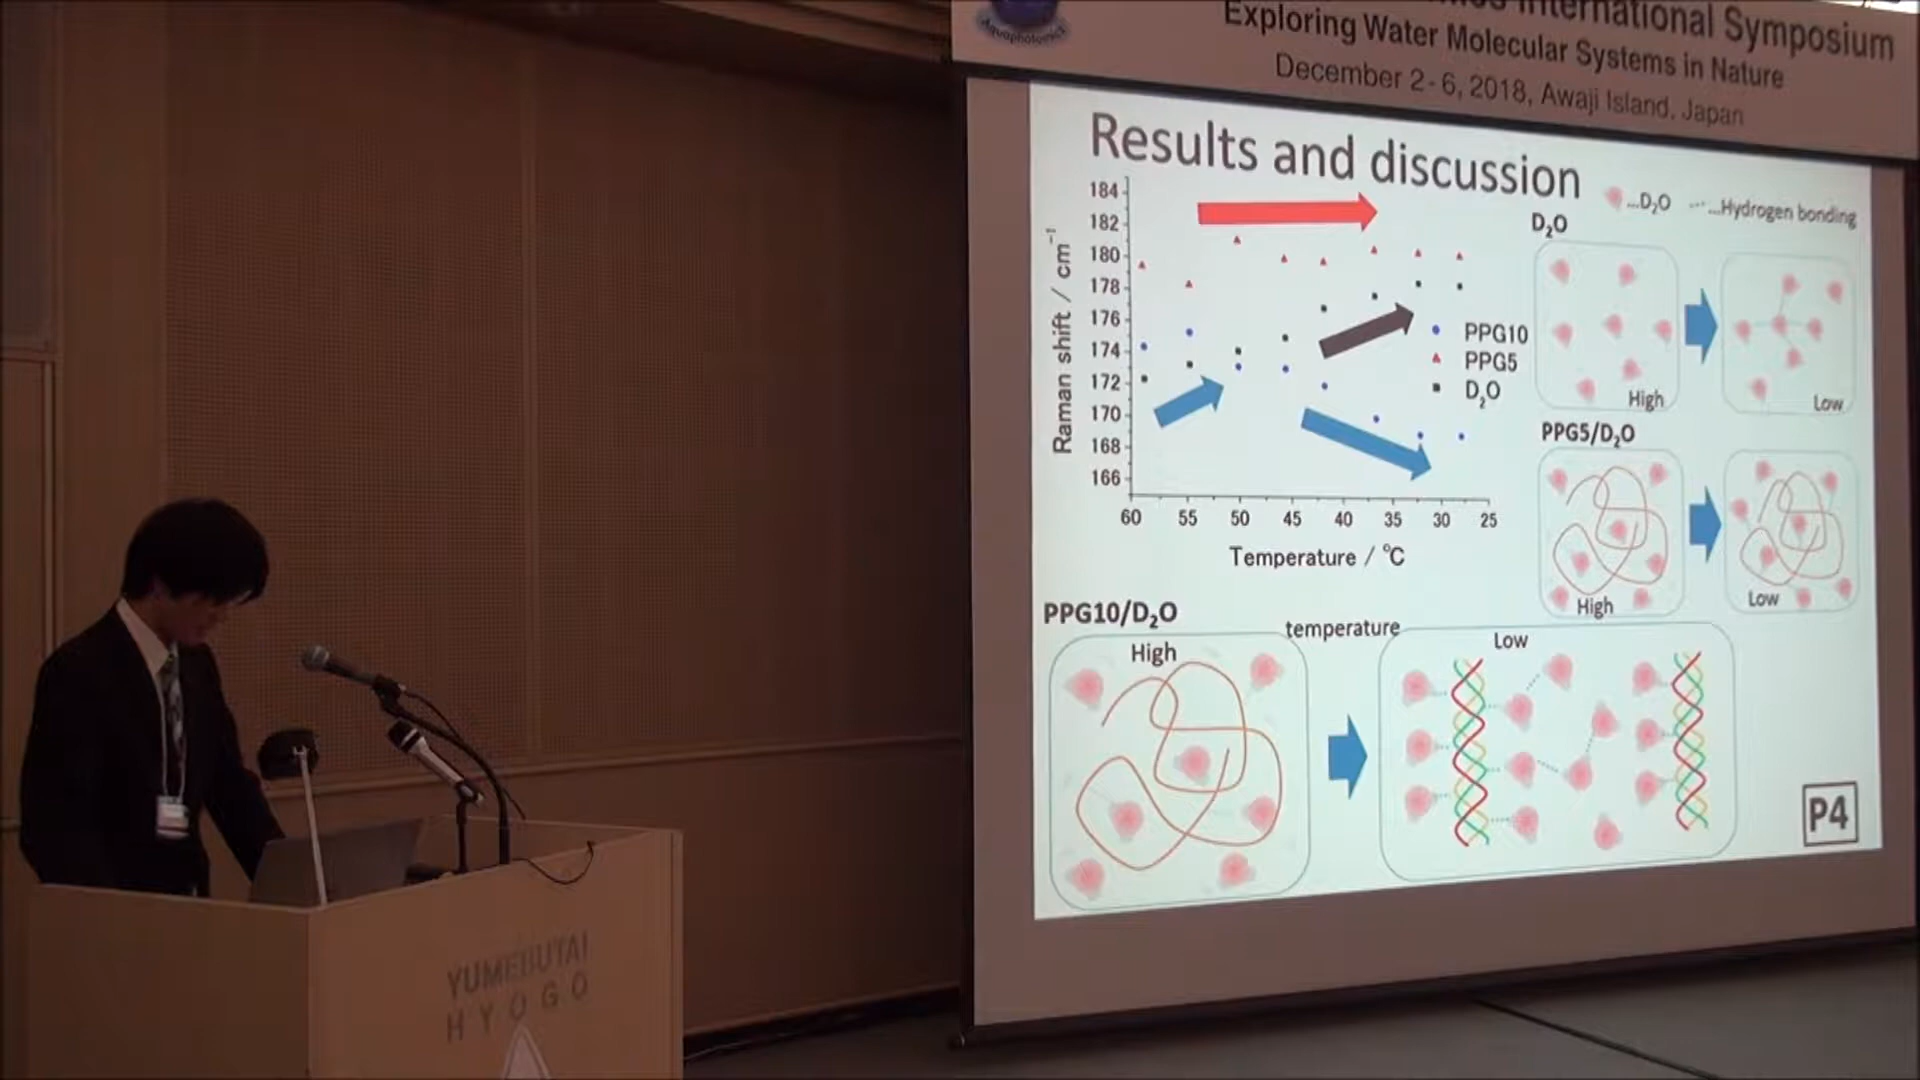 International Symposium
Exploring Water Molecular Systems in Nature
December 2-6, 2018, Awaji Island, Japan
Aquaphotomics
Results and discussion
...D₂O ...Hydrogen bonding
184
182
180
178
176
174
172
170
168
166
Raman shift / cm⁻¹
60 55 50 45 40 35 30 25
Temperature / °C
PPG10
PPG5
D₂O
D₂O
High
Low
PPG5/D₂O
High
Low
PPG10/D₂O
temperature
High
Low
P4
YUMEBUTAI
HYOGO